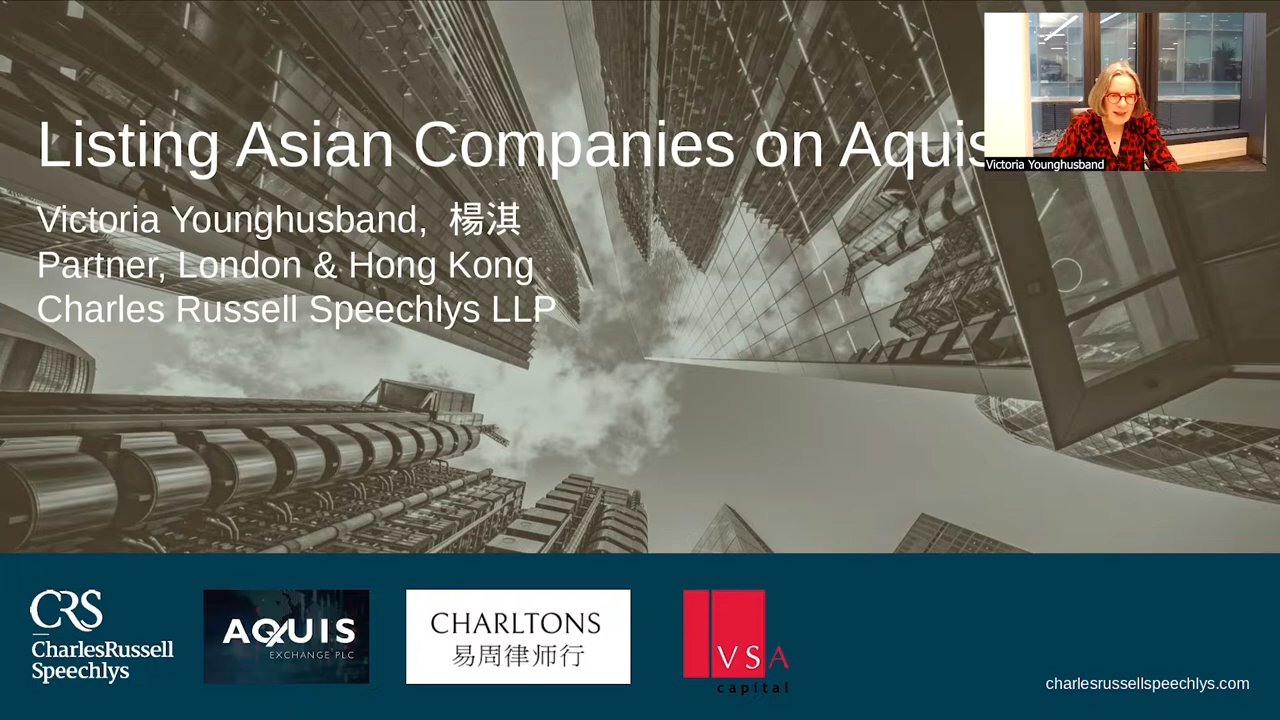 Listing Asian Companies on Aquis
Victoria Younghusband
Victoria Younghusband, 楊淇
Partner, London & Hong Kong
Charles Russell Speechlys LLP
CRS
CharlesRussell
Speechlys
AQUIS
EXCHANGE PLC
CHARLTONS
易周律师行
VSA
capital
charlesrussellspeechlys.com